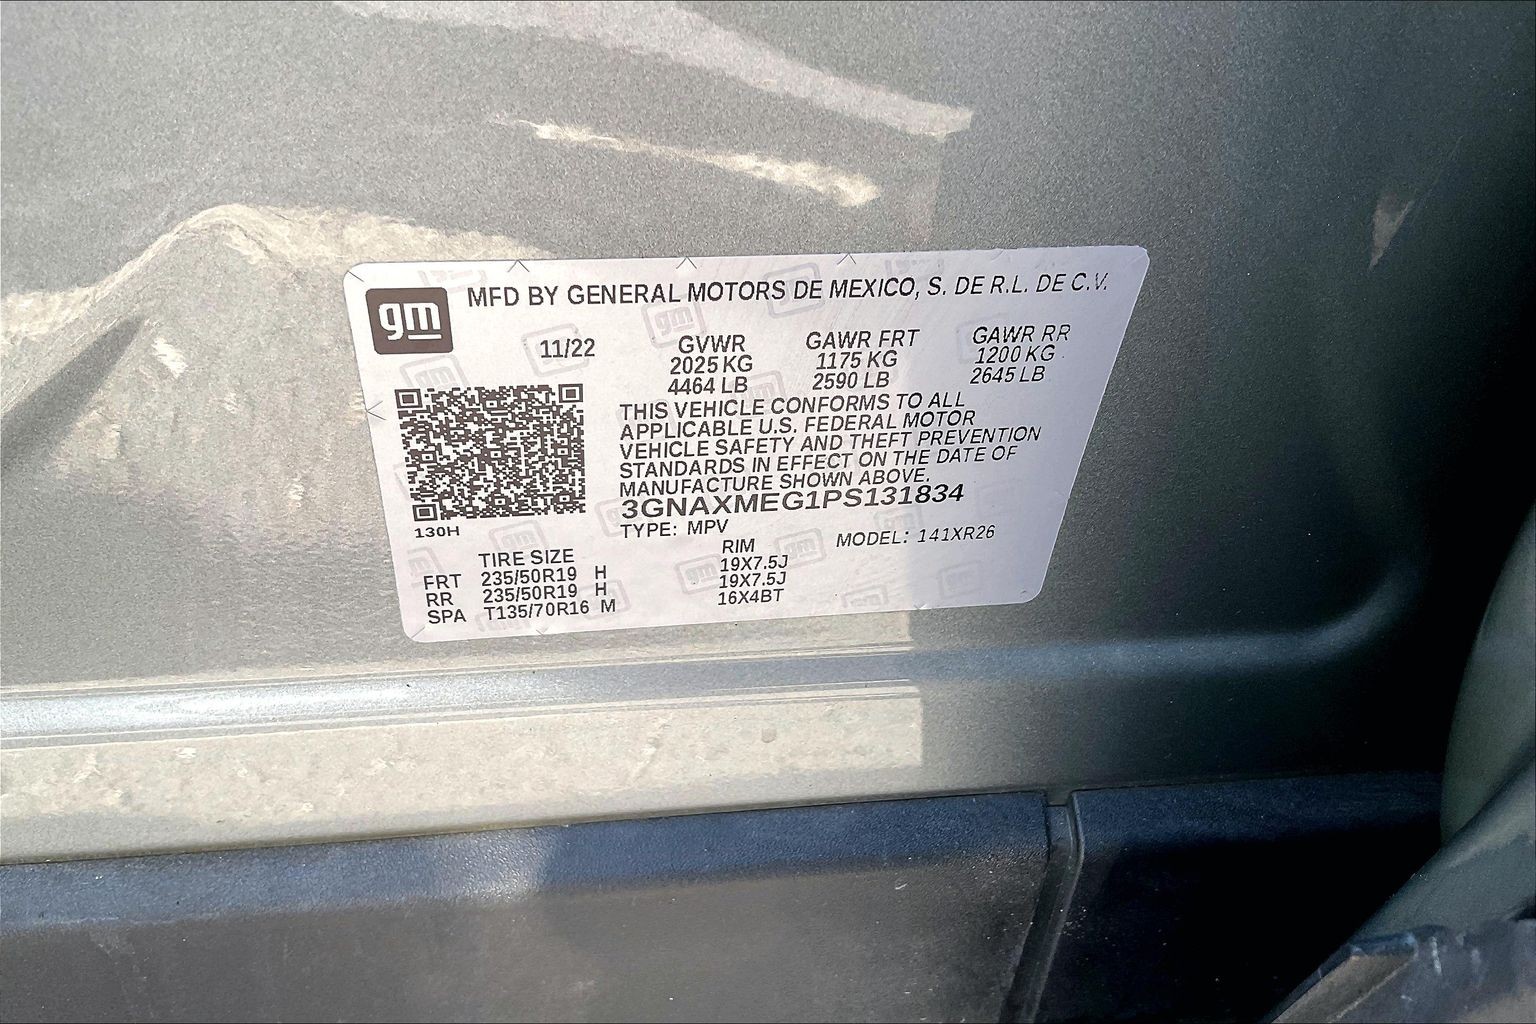 gm
MFD BY GENERAL MOTORS DE MEXICO, S. DE R.L. DE C.V.
11/22 GVWR GAWR FRT GAWR RR
2025 KG 1175 KG 1200 KG
4464 LB 2590 LB 2645 LB
THIS VEHICLE CONFORMS TO ALL
APPLICABLE U.S. FEDERAL MOTOR
VEHICLE SAFETY AND THEFT PREVENTION
STANDARDS IN EFFECT ON THE DATE OF
MANUFACTURE SHOWN ABOVE.
3GNAXMEG1PS131834
130H
TYPE: MPV MODEL: 141XR26
TIRE SIZE RIM
FRT 235/50R19 H 19X7.5J
RR 235/50R19 H 19X7.5J
SPA T135/70R16 M 16X4BT